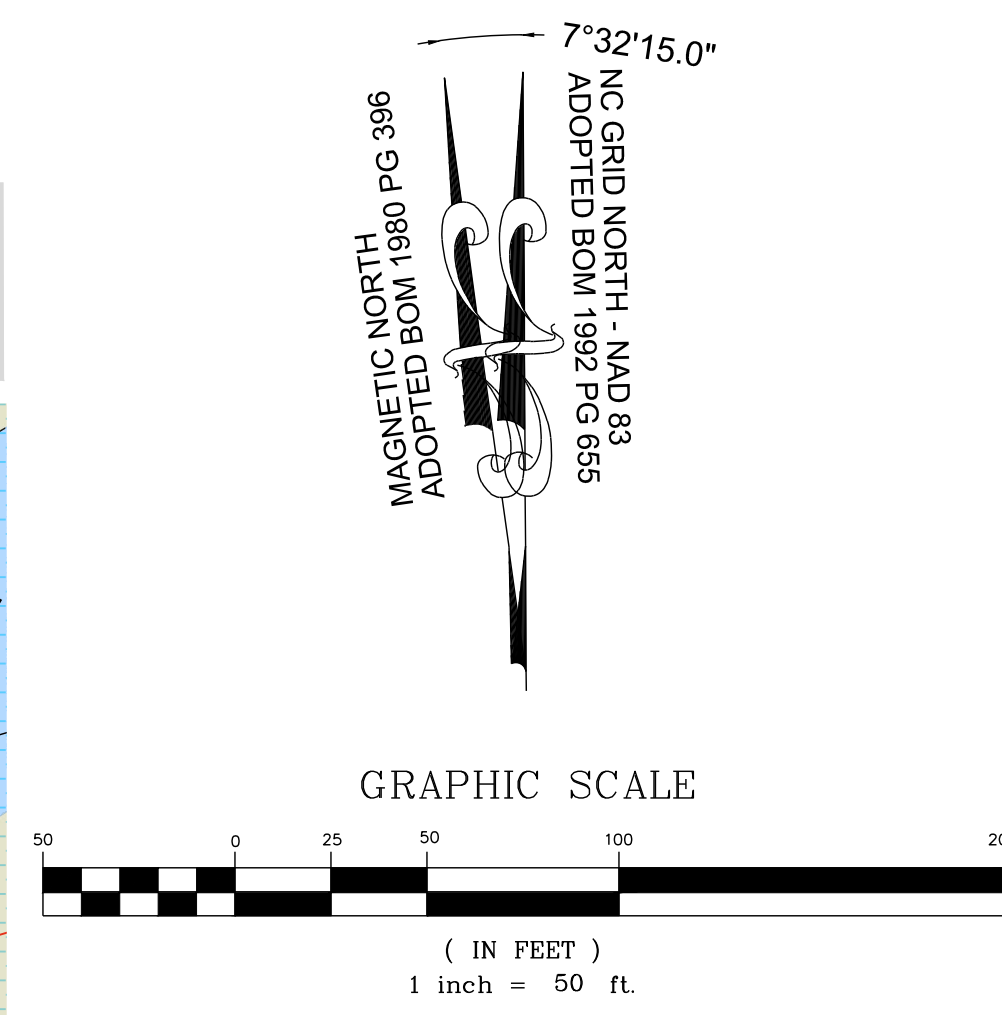 7°32'15.0"
MAGNETIC NORTH
ADOPTED BOM 1980 PG 396
NC GRID NORTH - NAD 83
ADOPTED BOM 1992 PG 655
GRAPHIC SCALE
50 0 25 50 100
( IN FEET )
1 inch = 50 ft.